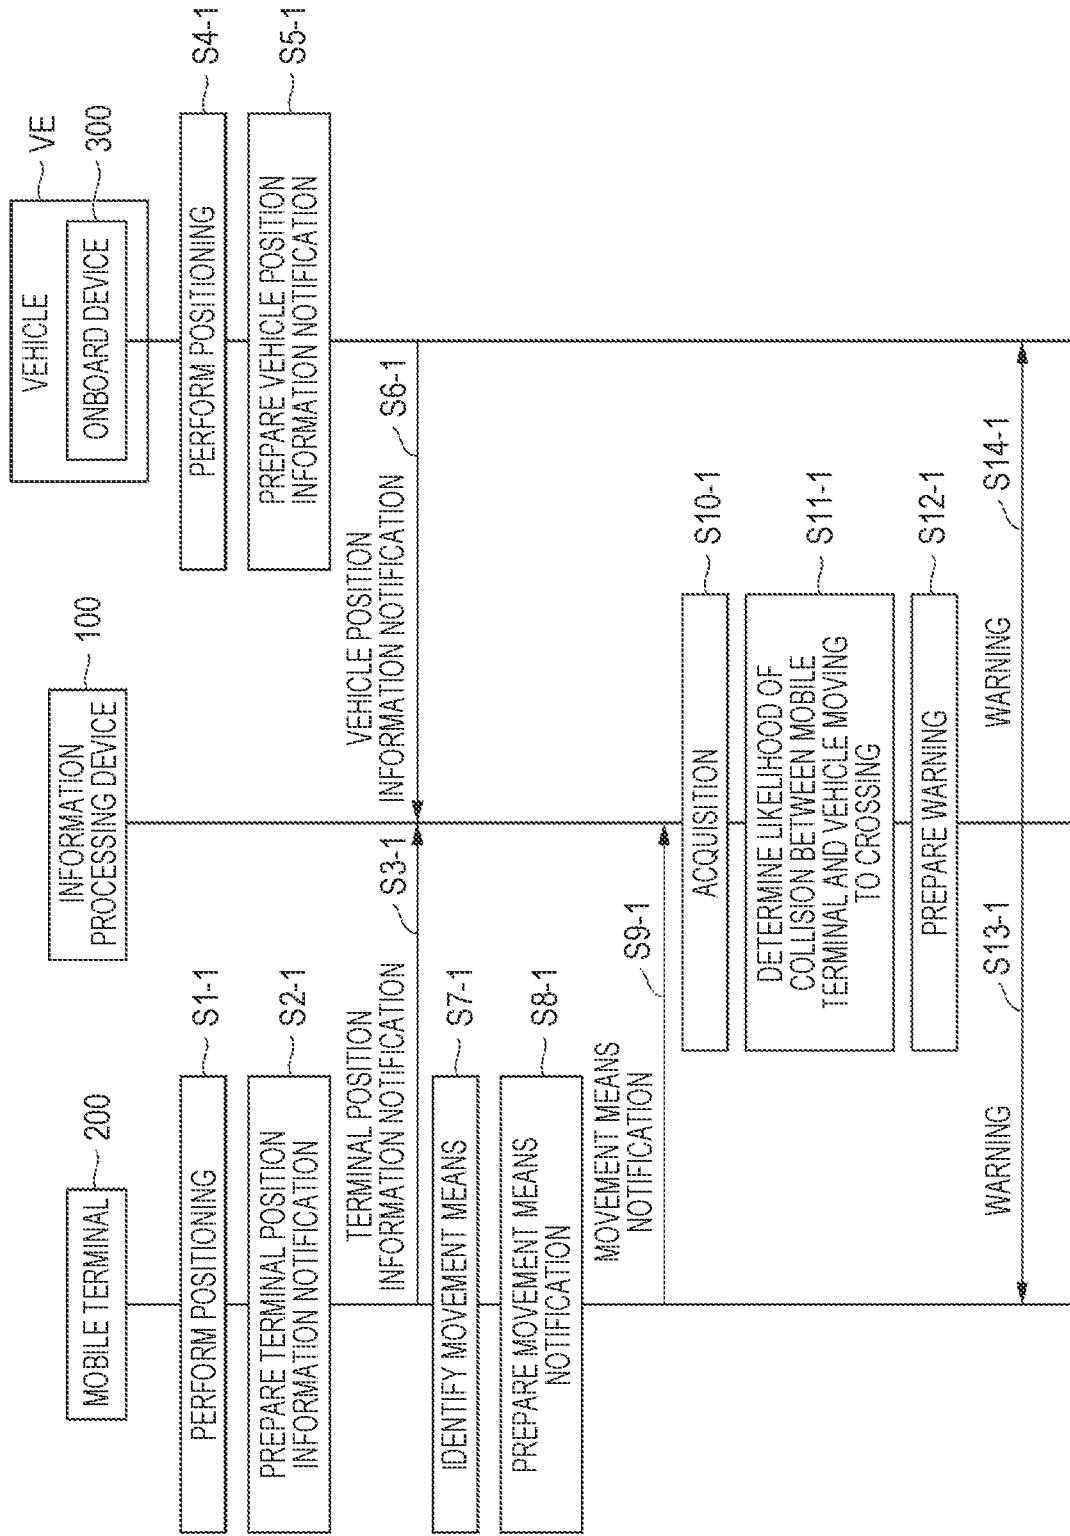 MOBILE TERMINAL
200
INFORMATION
PROCESSING DEVICE
100
VEHICLE
VE
ONBOARD DEVICE
300
PERFORM POSITIONING
S1-1
PERFORM POSITIONING
S4-1
PREPARE TERMINAL POSITION
INFORMATION NOTIFICATION
S2-1
PREPARE VEHICLE POSITION
INFORMATION NOTIFICATION
S5-1
TERMINAL POSITION
INFORMATION NOTIFICATION
S3-1
VEHICLE POSITION
INFORMATION NOTIFICATION
S6-1
IDENTIFY MOVEMENT MEANS
S7-1
PREPARE MOVEMENT MEANS
NOTIFICATION
S8-1
MOVEMENT MEANS
NOTIFICATION
S9-1
ACQUISITION
S10-1
DETERMINE LIKELIHOOD OF
COLLISION BETWEEN MOBILE
TERMINAL AND VEHICLE MOVING
TO CROSSING
S11-1
PREPARE WARNING
S12-1
WARNING
S13-1
WARNING
S14-1